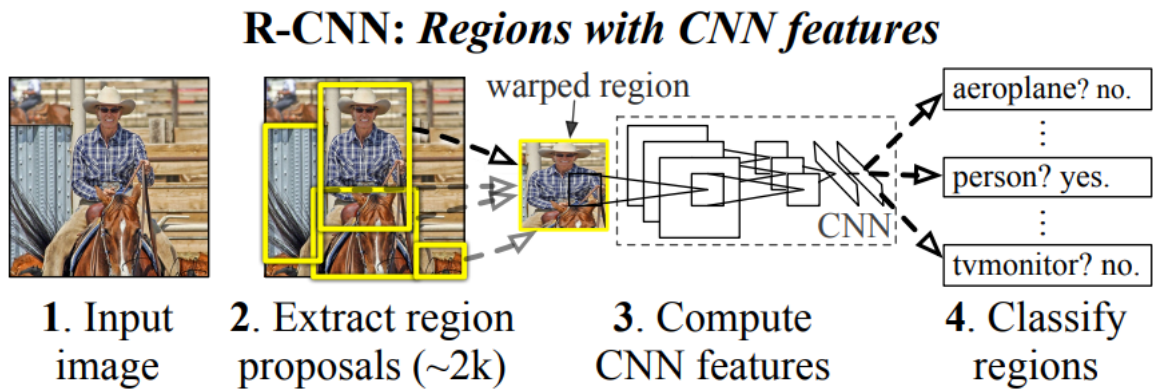 R-CNN: Regions with CNN features
warped region
aeroplane? no.
⋮
person? yes.
⋮
tvmonitor? no.
CNN
1. Input
image
2. Extract region
proposals (~2k)
3. Compute
CNN features
4. Classify
regions